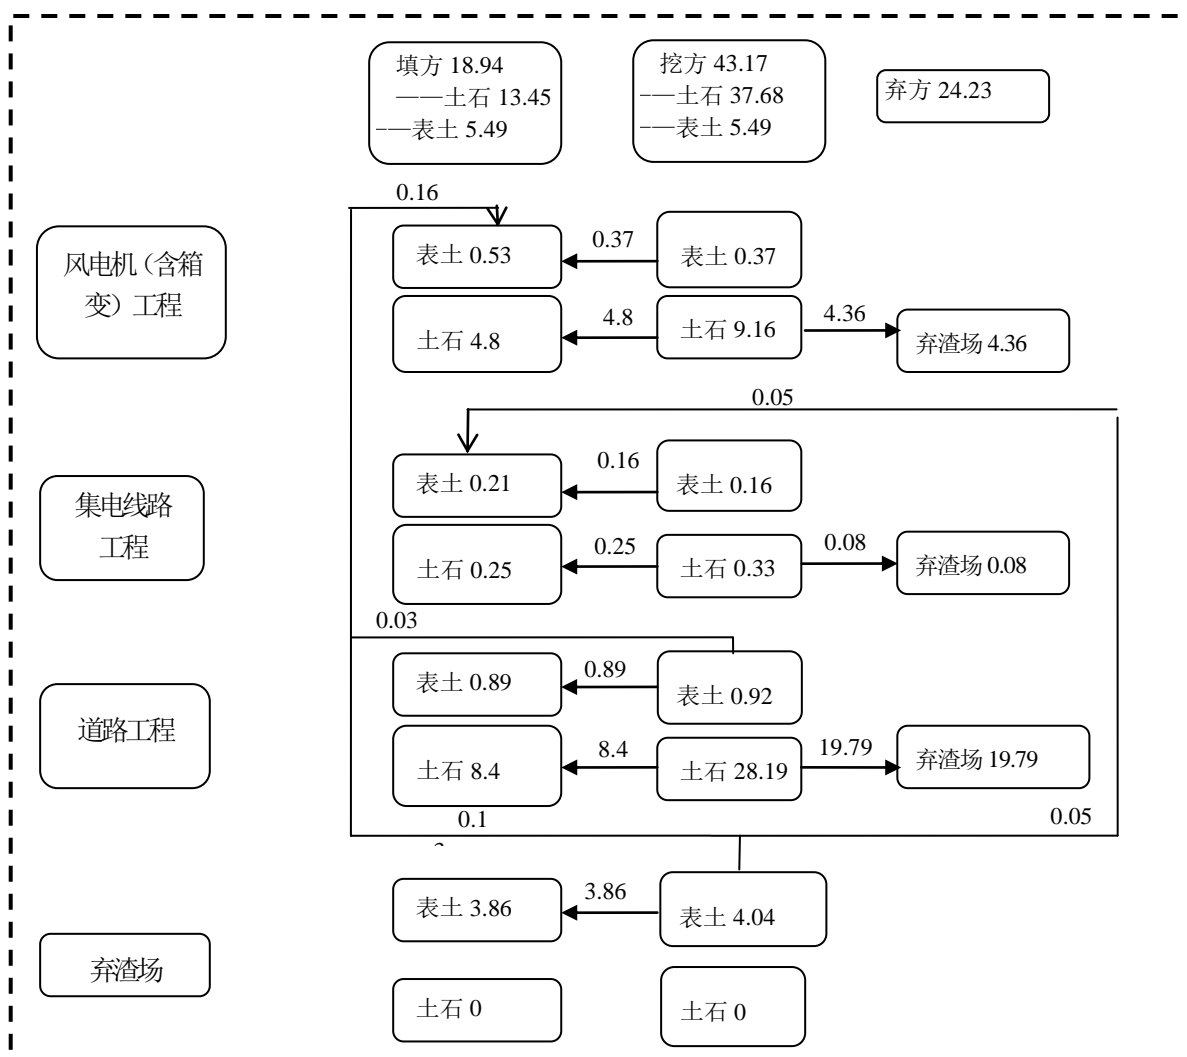 填方 18.94
——土石 13.45
-—表土 5.49
挖方 43.17
-—土石 37.68
-—表土 5.49
弃方 24.23
0.16
风电机（含箱
变）工程
表土 0.53
0.37
表土 0.37
土石 4.8
4.8
土石 9.16
4.36
弃渣场 4.36
0.05
集电线路
工程
表土 0.21
0.16
表土 0.16
土石 0.25
0.25
土石 0.33
0.08
弃渣场 0.08
0.03
道路工程
表土 0.89
0.89
表土 0.92
土石 8.4
8.4
土石 28.19
19.79
弃渣场 19.79
0.1
0.05
弃渣场
表土 3.86
3.86
表土 4.04
土石 0
土石 0